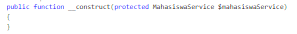 public function __construct(protected MahasiswaService $mahasiswaService)
{
}